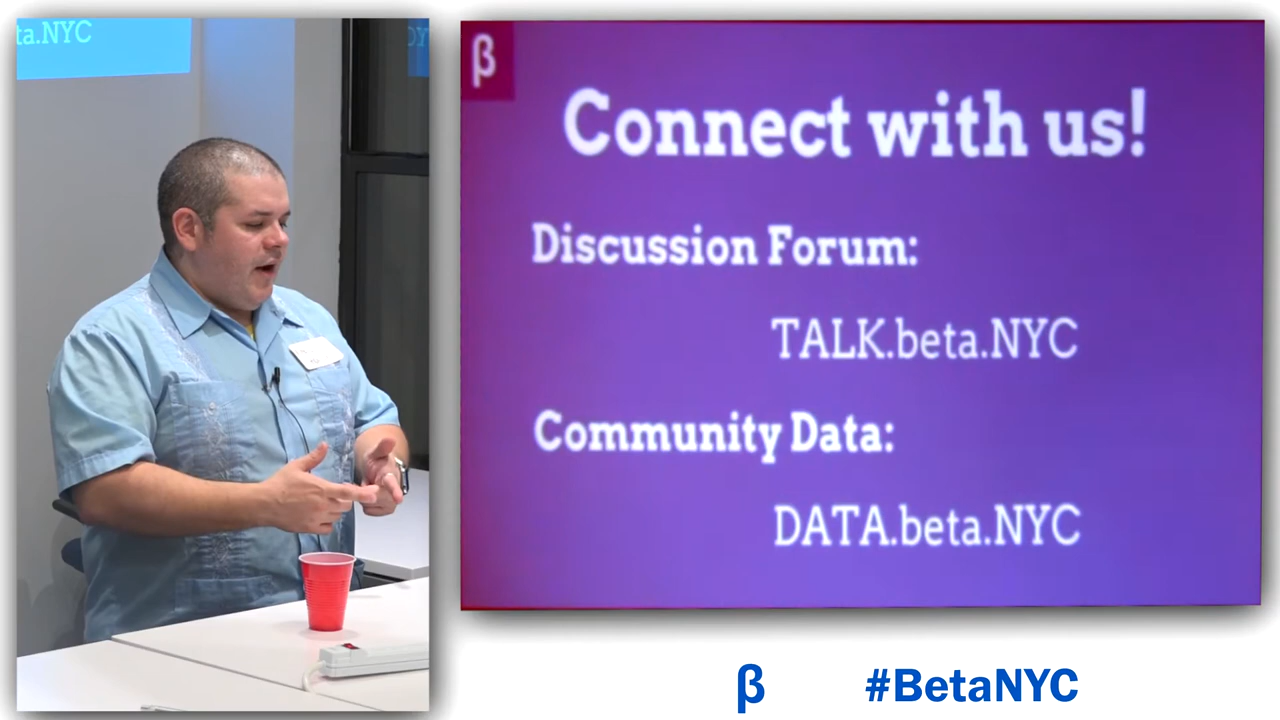 ta.NYC
β
Connect with us!
Discussion Forum:
TALK.beta.NYC
Community Data:
DATA.beta.NYC
β #BetaNYC